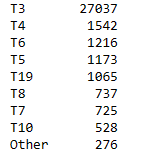 T3 27037
T4 1542
T6 1216
T5 1173
T19 1065
T8 737
T7 725
T10 528
Other 276